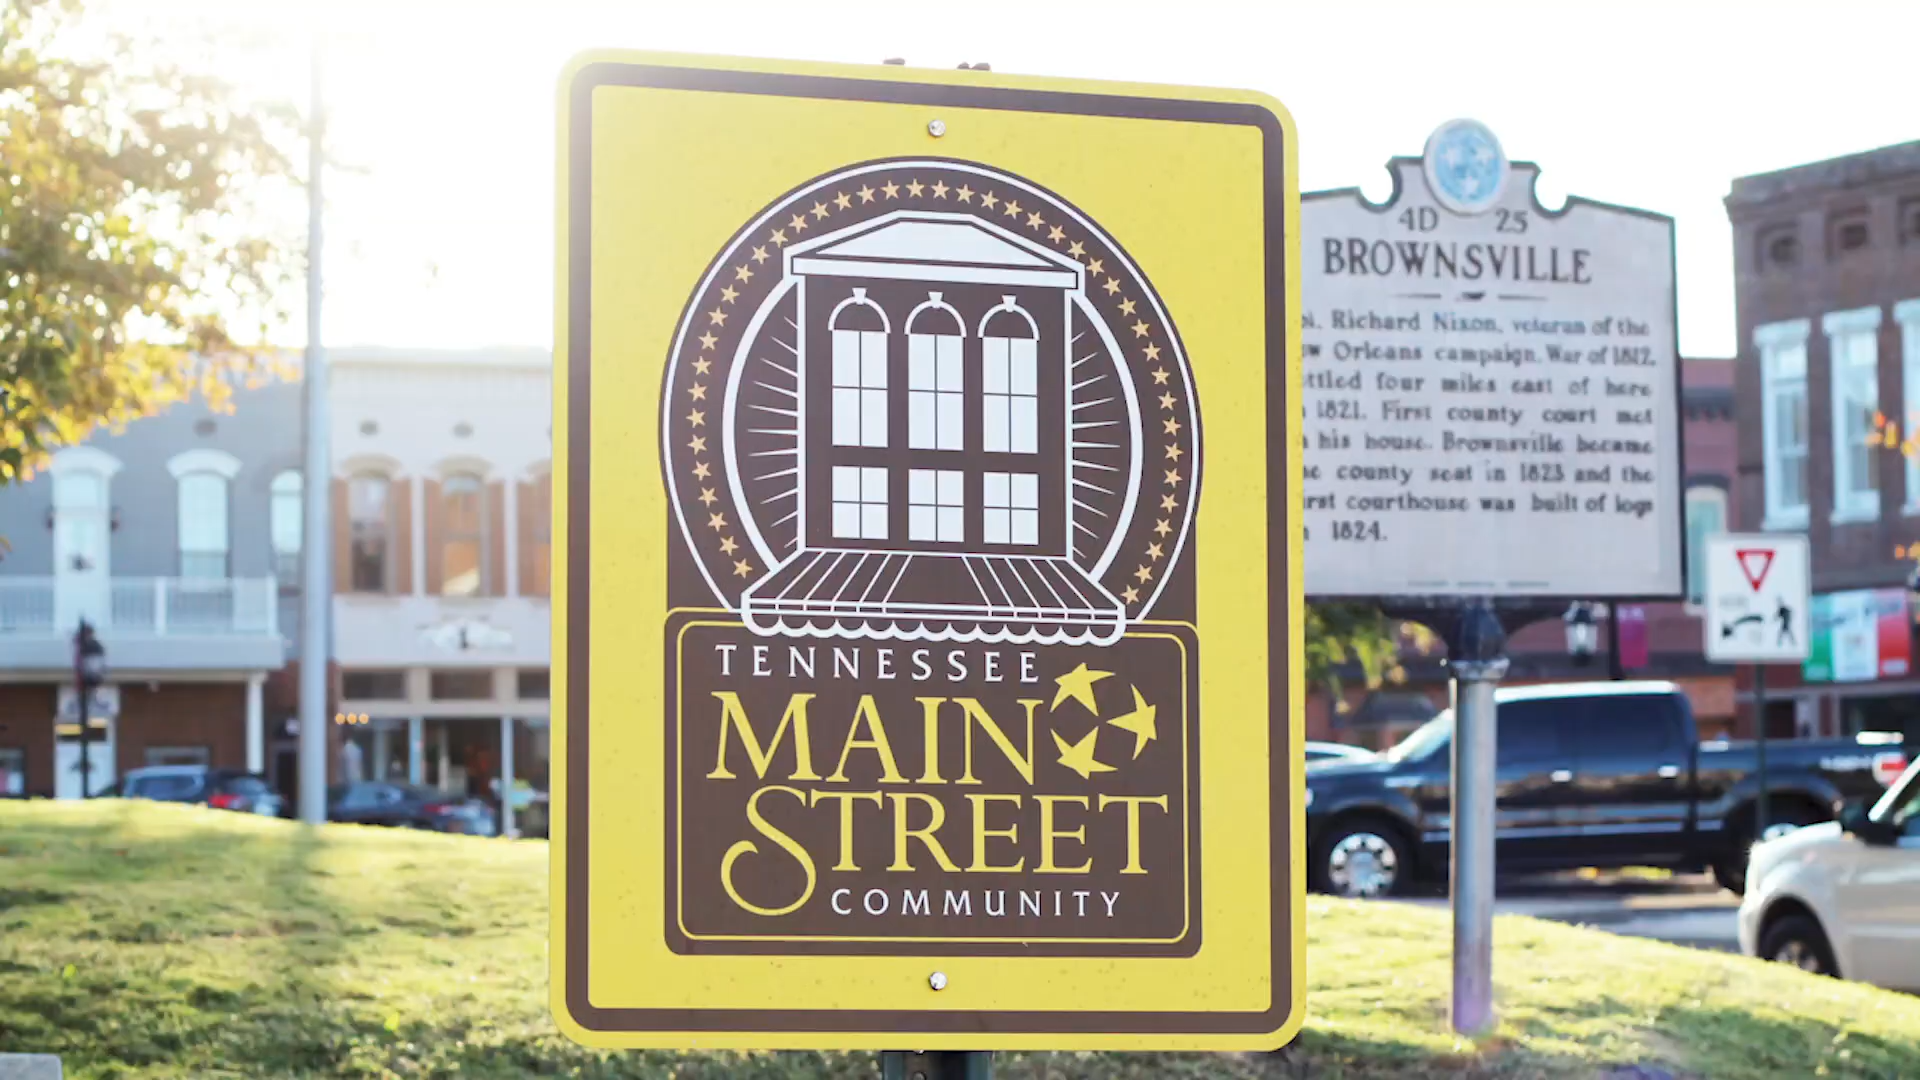 TENNESSEE
MAIN
STREET
COMMUNITY
4D 25
BROWNSVILLE
Richard Nixon, veteran of the
Orleans campaign, War of 1812,
four miles east of here
1821. First county court met
his house. Brownsville became
county seat in 1823 and the
courthouse was built of logs
1824.